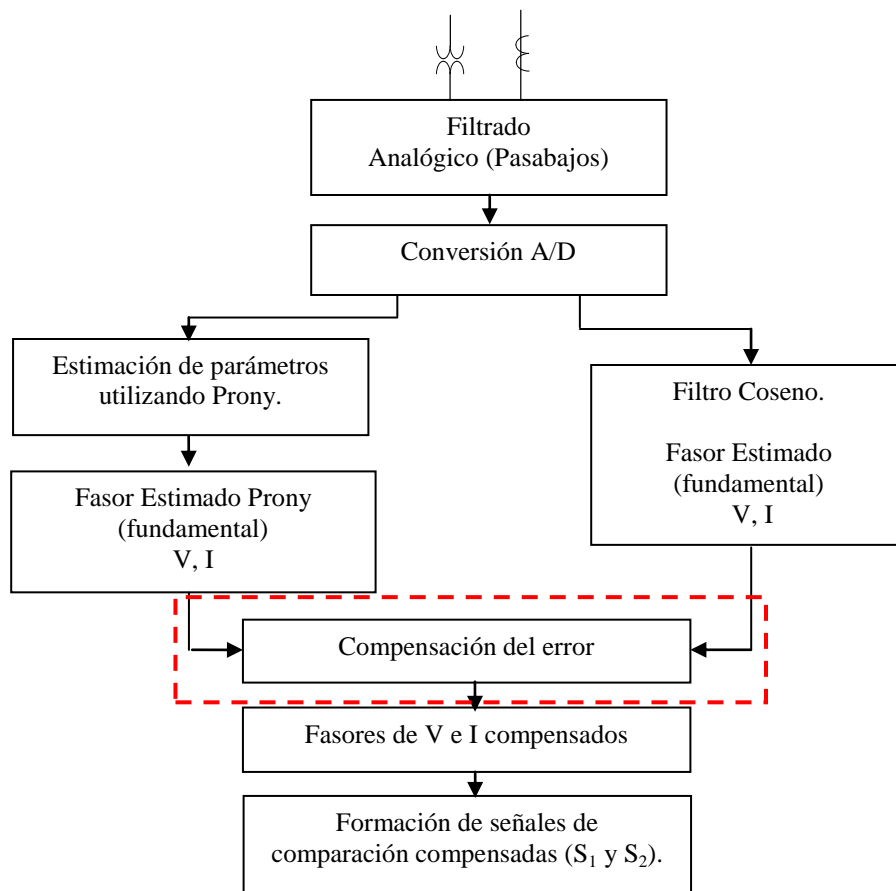 Filtrado
Analógico (Pasabajos)
Conversión A/D
Estimación de parámetros
utilizando Prony.
Filtro Coseno.
Fasor Estimado
(fundamental)
V, I
Fasor Estimado Prony
(fundamental)
V, I
Compensación del error
Fasores de V e I compensados
Formación de señales de
comparación compensadas (S₁ y S₂).